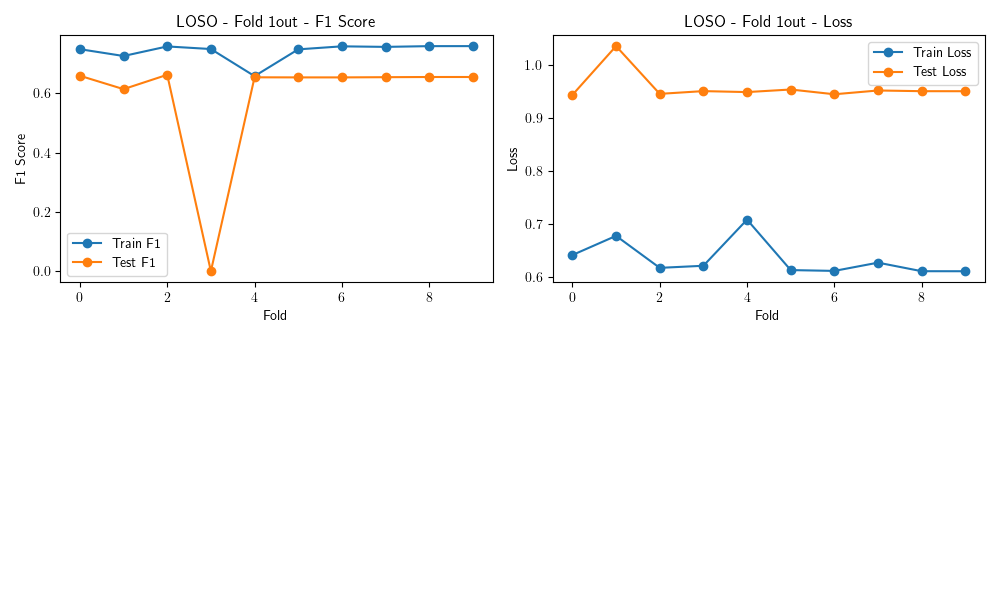 LOSO - Fold 1out - F1 Score
F1 Score
0.6
0.4
0.2
0.0
Train F1
Test F1
0 2 4 6 8
Fold
LOSO - Fold 1out - Loss
Loss
1.0
0.9
0.8
0.7
0.6
Train Loss
Test Loss
0 2 4 6 8
Fold